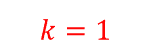 k = 1